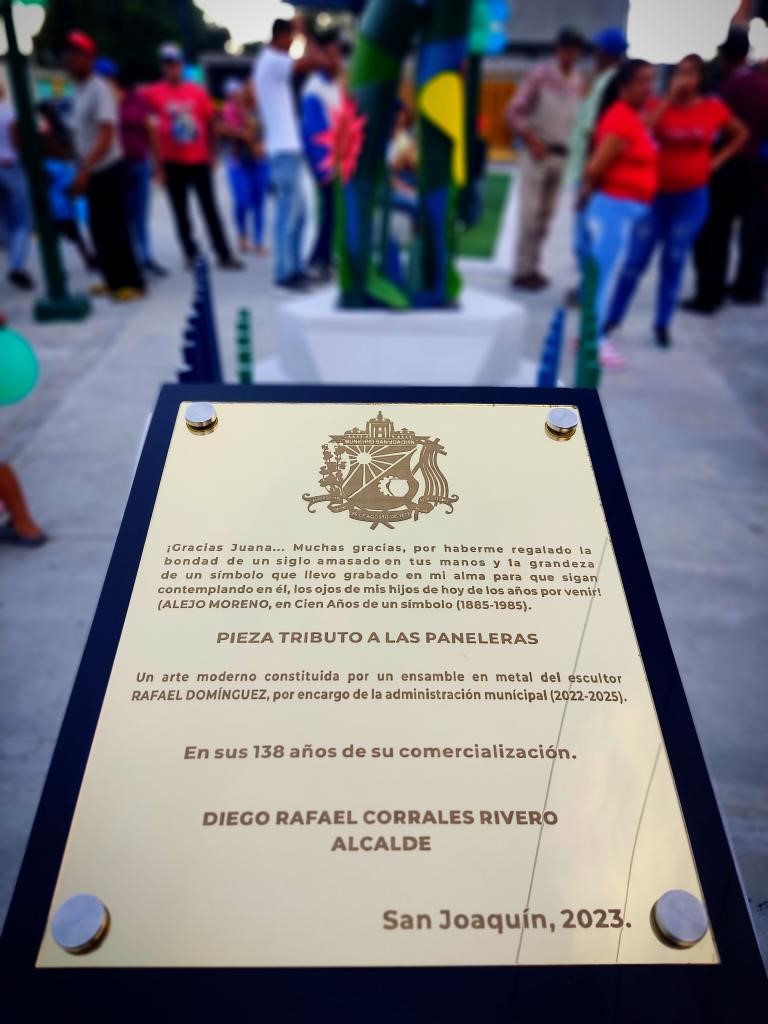 MUNICIPIO SAN JOAQUIN
¡Gracias Juana... Muchas gracias, por haberme regalado la
bondad de un siglo amasado en tus manos y la grandeza
de un símbolo que llevo grabado en mi alma para que sigan
contemplando en él, los ojos de mis hijos de hoy de los años por venir!
(ALEJO MORENO, en Cien Años de un símbolo (1885-1985).
PIEZA TRIBUTO A LAS PANELERAS
Un arte moderno constituida por un ensamble en metal del escultor
RAFAEL DOMÍNGUEZ, por encargo de la administración munícipal (2022-2025).
En sus 138 años de su comercialización.
DIEGO RAFAEL CORRALES RIVERO
ALCALDE
San Joaquín, 2023.